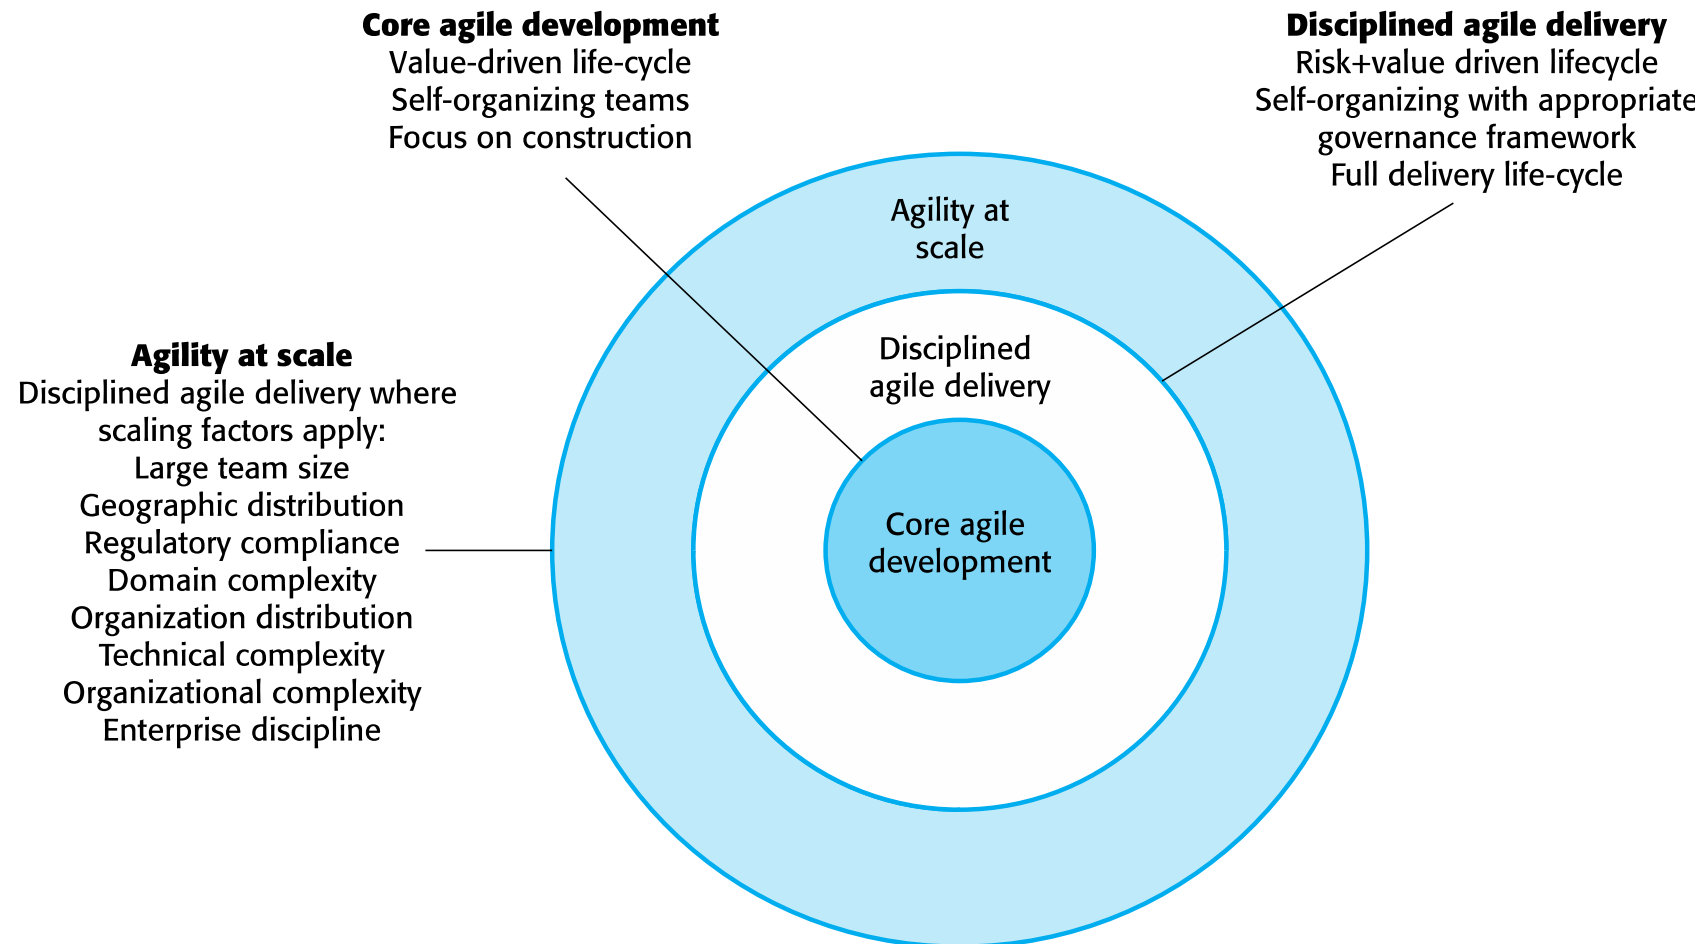 Core agile development
Value-driven life-cycle
Self-organizing teams
Focus on construction
Disciplined agile delivery
Risk+value driven lifecycle
Self-organizing with appropriate
governance framework
Full delivery life-cycle
Agility at scale
Disciplined agile delivery where
scaling factors apply:
Large team size
Geographic distribution
Regulatory compliance
Domain complexity
Organization distribution
Technical complexity
Organizational complexity
Enterprise discipline
Agility at
scale
Disciplined
agile delivery
Core agile
development